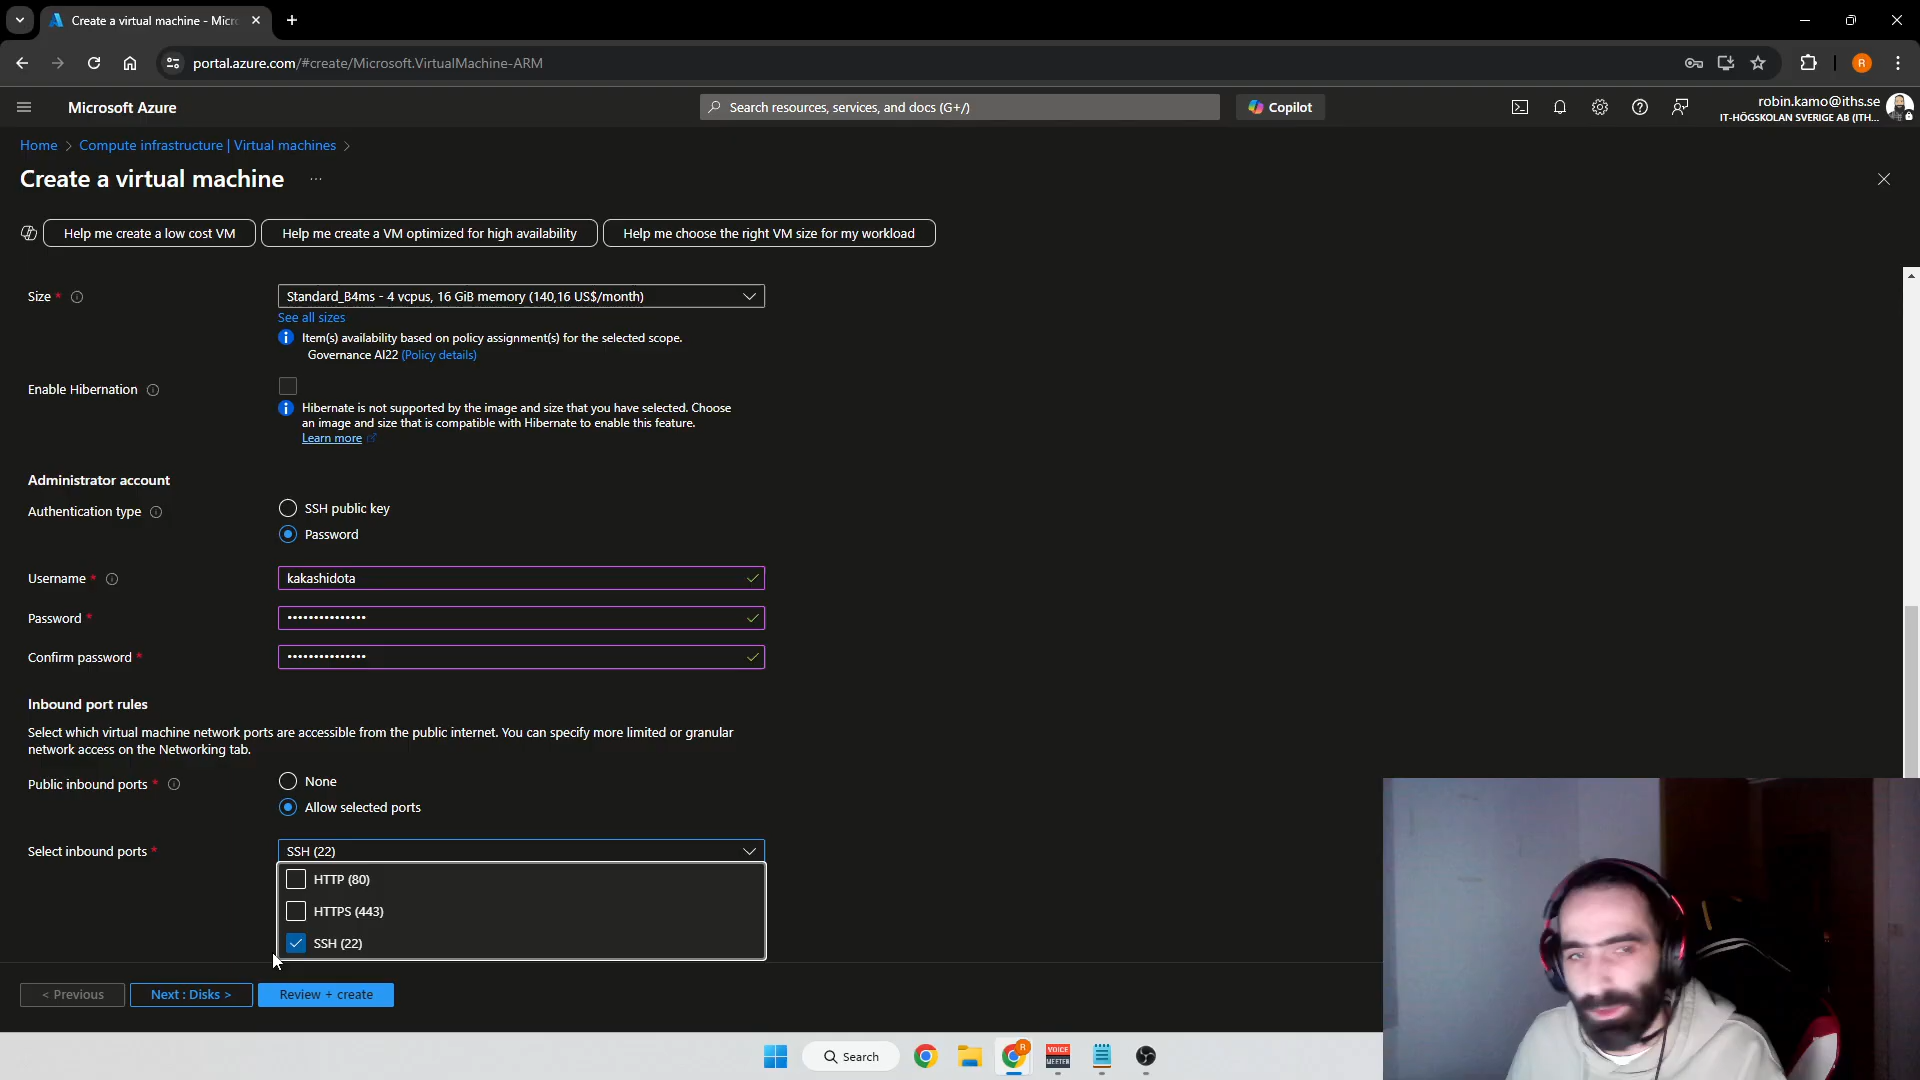 Create a virtual machine - Micr
portal.azure.com/#create/Microsoft.VirtualMachine-ARM
R
Microsoft Azure
Search resources, services, and docs (G+/)
Copilot
robin.kamo@iths.se
IT-HÖGSKOLAN SVERIGE AB (ITH...
Home > Compute infrastructure | Virtual machines >
Create a virtual machine ...
Help me create a low cost VM
Help me create a VM optimized for high availability
Help me choose the right VM size for my workload
Size *
Standard_B4ms - 4 vcpus, 16 GiB memory (140,16 US$/month)
See all sizes
Item(s) availability based on policy assignment(s) for the selected scope.
Governance AI22 (Policy details)
Enable Hibernation
Hibernate is not supported by the image and size that you have selected. Choose
an image and size that is compatible with Hibernate to enable this feature.
Learn more
Administrator account
Authentication type
SSH public key
Password
Username *
kakashidota
Password *
•••••••••••••••
Confirm password *
•••••••••••••••
Inbound port rules
Select which virtual machine network ports are accessible from the public internet. You can specify more limited or granular
network access on the Networking tab.
Public inbound ports *
None
Allow selected ports
Select inbound ports *
SSH (22)
HTTP (80)
HTTPS (443)
SSH (22)
< Previous
Next : Disks >
Review + create
Search
R
VOICE
MEETER